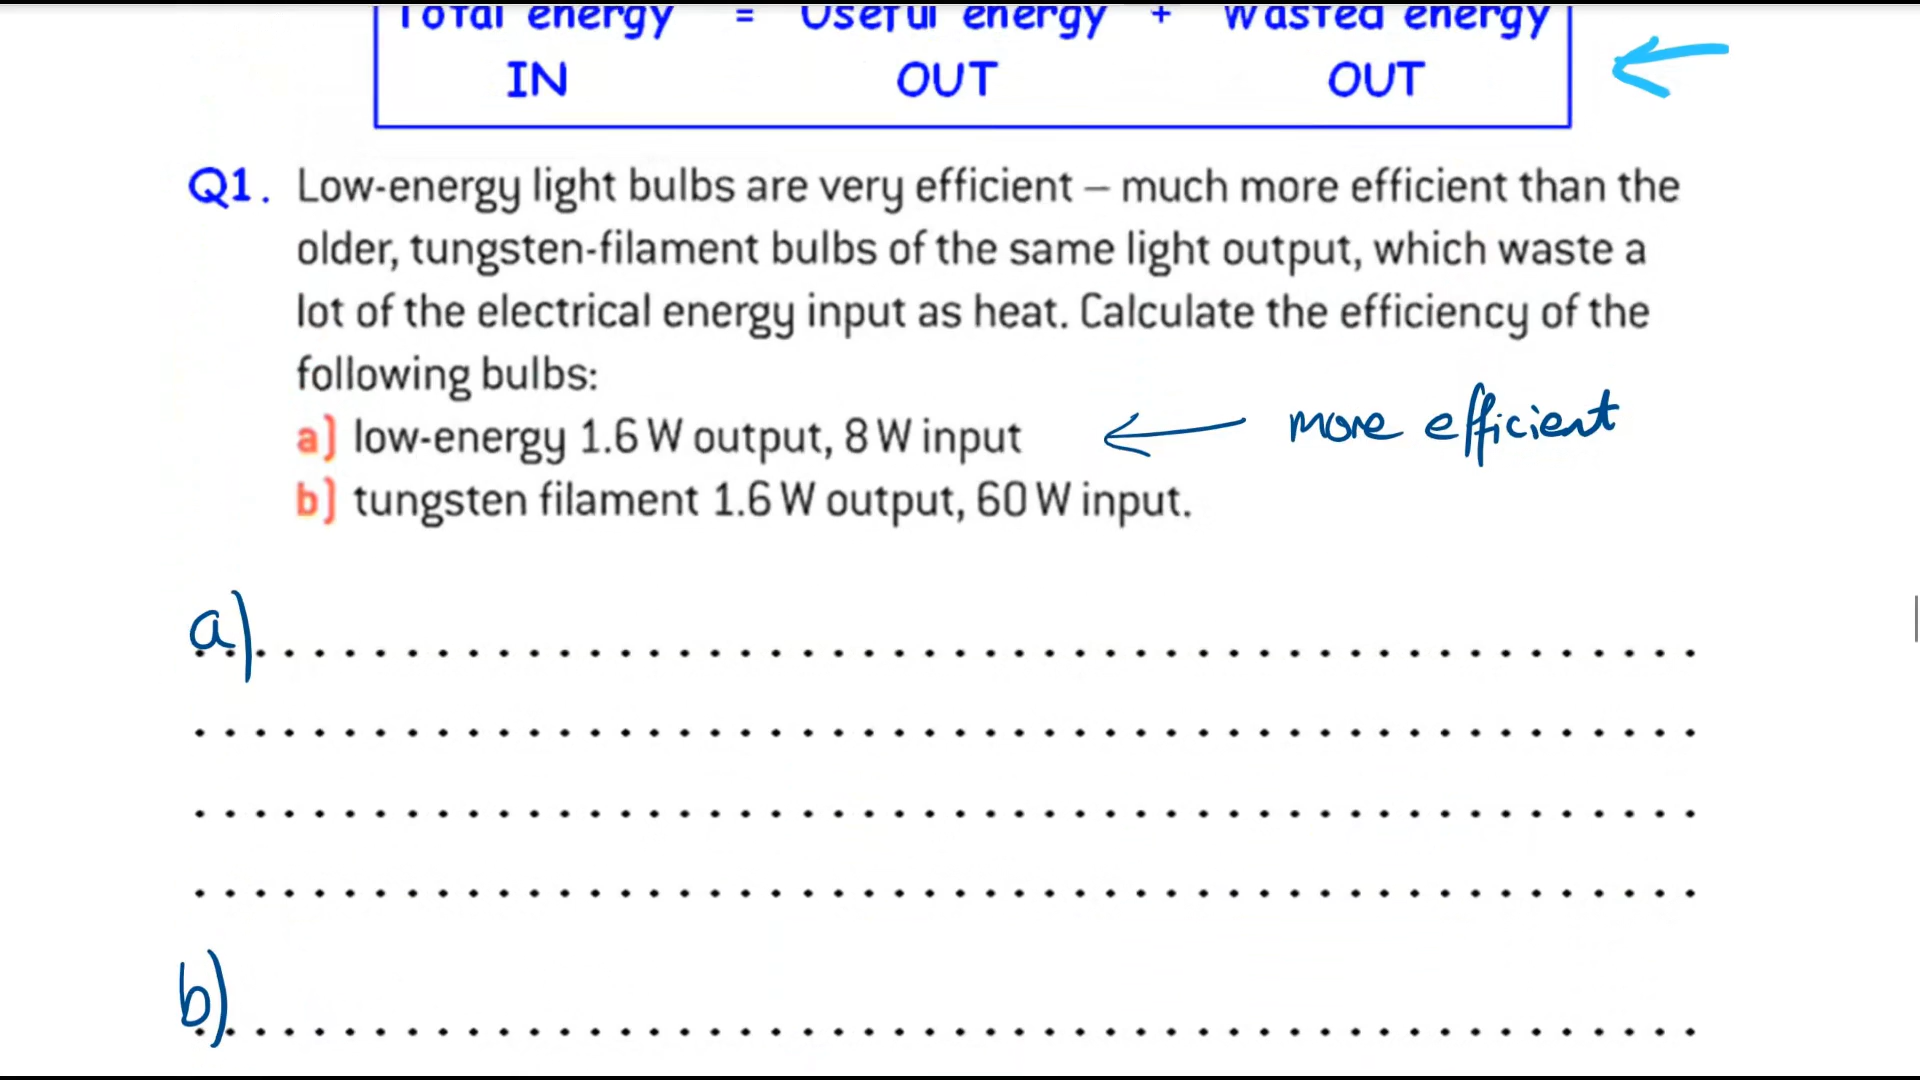 Total energy = Useful energy + Wasted energy
IN OUT OUT
Q1. Low-energy light bulbs are very efficient – much more efficient than the
older, tungsten-filament bulbs of the same light output, which waste a
lot of the electrical energy input as heat. Calculate the efficiency of the
following bulbs:
a) low-energy 1.6 W output, 8 W input ← more efficient
b) tungsten filament 1.6 W output, 60 W input.
a)
b)